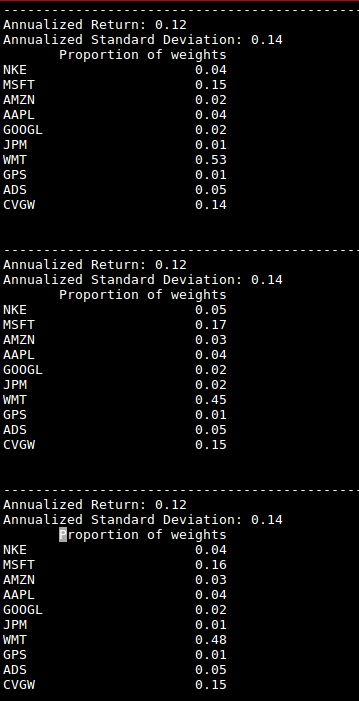 --------------------------------------------
Annualized Return: 0.12
Annualized Standard Deviation: 0.14
Proportion of weights
NKE 0.04
MSFT 0.15
AMZN 0.02
AAPL 0.04
GOOGL 0.02
JPM 0.01
WMT 0.53
GPS 0.01
ADS 0.05
CVGW 0.14
--------------------------------------------
Annualized Return: 0.12
Annualized Standard Deviation: 0.14
Proportion of weights
NKE 0.05
MSFT 0.17
AMZN 0.03
AAPL 0.04
GOOGL 0.02
JPM 0.02
WMT 0.45
GPS 0.01
ADS 0.05
CVGW 0.15
--------------------------------------------
Annualized Return: 0.12
Annualized Standard Deviation: 0.14
Proportion of weights
NKE 0.04
MSFT 0.16
AMZN 0.03
AAPL 0.04
GOOGL 0.02
JPM 0.01
WMT 0.48
GPS 0.01
ADS 0.05
CVGW 0.15